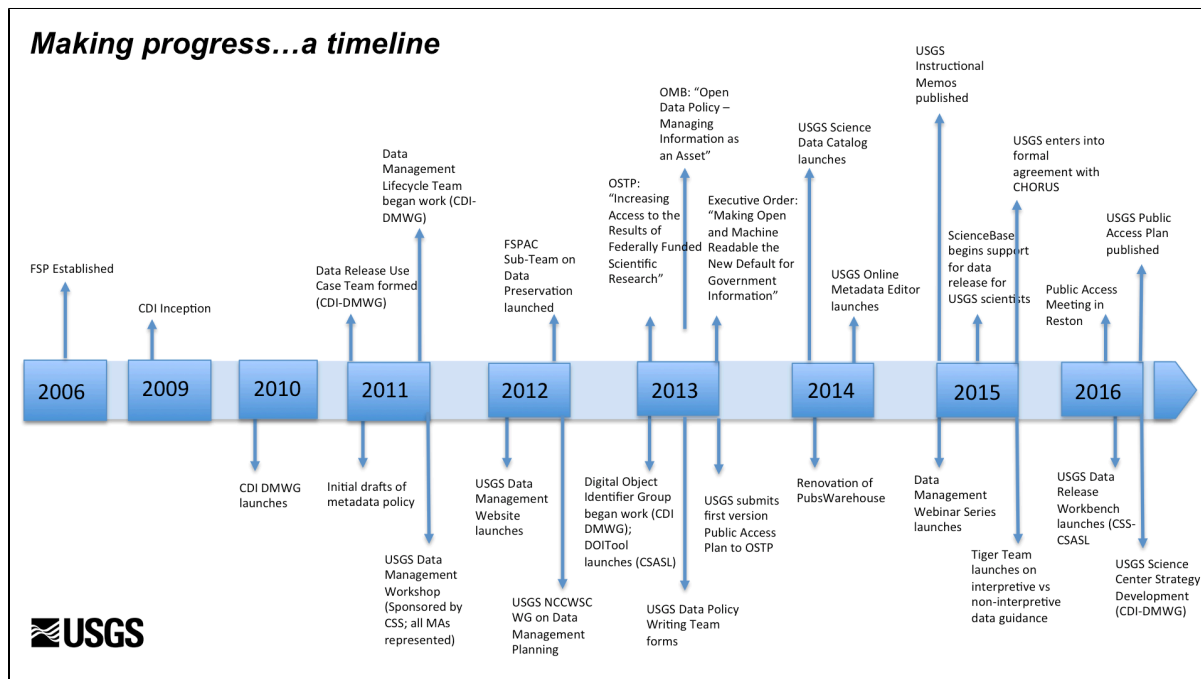 Making progress…a timeline
FSP Established
CDI Inception
Data Release Use
Case Team formed
(CDI-DMWG)
Data
Management
Lifecycle Team
began work (CDI-
DMWG)
FSPAC
Sub-Team on
Data
Preservation
launched
OSTP:
“Increasing
Access to the
Results of
Federally Funded
Scientific
Research”
OMB: “Open
Data Policy –
Managing
Information as
an Asset”
Executive Order:
“Making Open
and Machine
Readable the
New Default for
Government
Information”
USGS Science
Data Catalog
launches
USGS Online
Metadata Editor
launches
USGS
Instructional
Memos
published
ScienceBase
begins support
for data
release for
USGS scientists
USGS enters into
formal
agreement with
CHORUS
Public Access
Meeting in
Reston
USGS Public
Access Plan
published
2006
2009
2010
2011
2012
2013
2014
2015
2016
CDI DMWG
launches
Initial drafts of
metadata policy
USGS Data
Management
Workshop
(Sponsored by
CSS; all MAs
represented)
USGS Data
Management
Website
launches
USGS NCCWSC
WG on Data
Management
Planning
Digital Object
Identifier Group
began work (CDI
DMWG);
DOITool
launches (CSASL)
USGS Data Policy
Writing Team
forms
USGS submits
first version
Public Access
Plan to OSTP
Renovation of
PubsWarehouse
Data
Management
Webinar Series
launches
Tiger Team
launches on
interpretive vs
non-interpretive
data guidance
USGS Data
Release
Workbench
launches (CSS-
CSASL)
USGS Science
Center Strategy
Development
(CDI-DMWG)
USGS